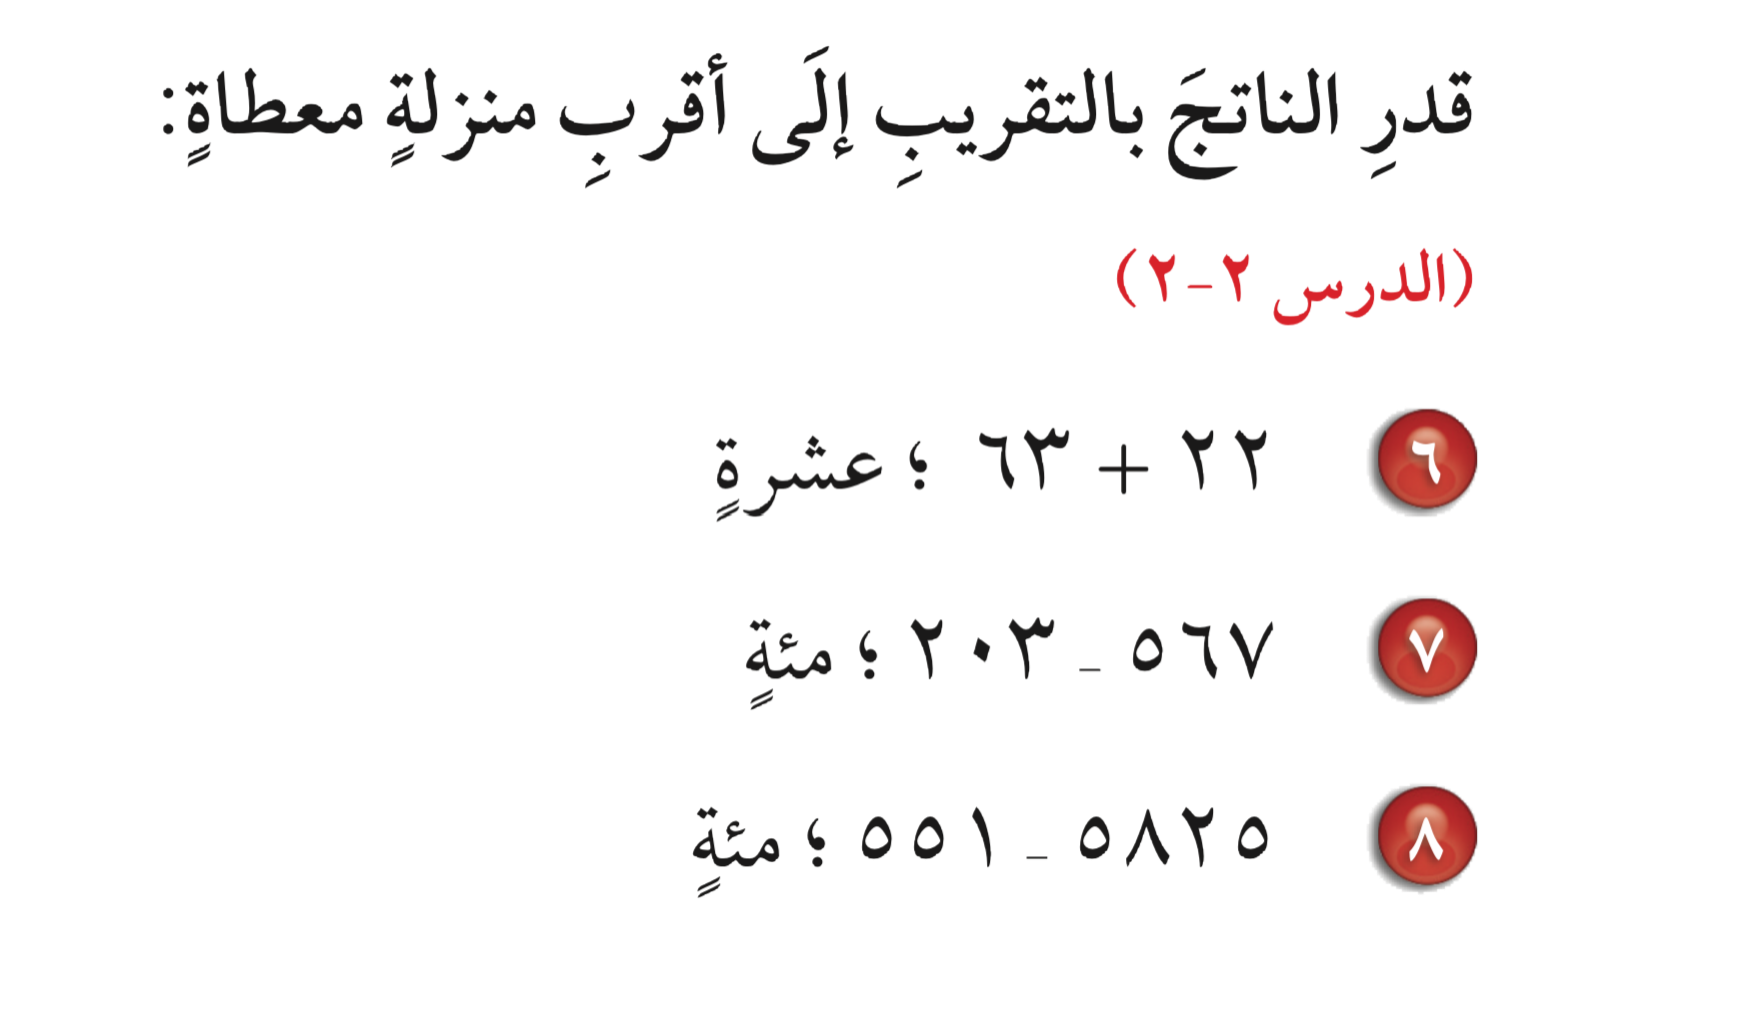 قدرِ الناتجَ بالتقريبِ إلَى أقربِ منزلةٍ معطاةٍ:
(الدرس ٢-٢)
٦ ٢٢ + ٦٣ ؛ عشرةٍ
٧ ٥٦٧ - ٢٠٣ ؛ مئةٍ
٨ ٥٨٢٥ - ٥٥١ ؛ مئةٍ